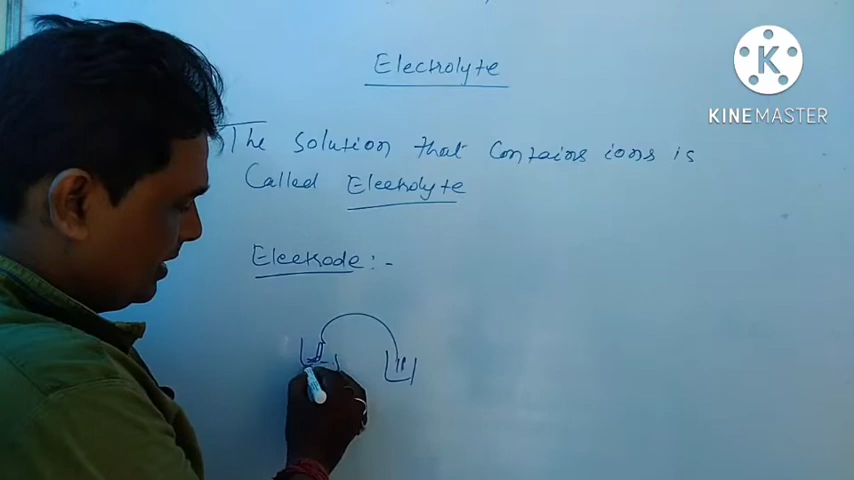 Electrolyte
The Solution that Contains ions is
Called Electrolyte
Electrode:-
KINEMASTER